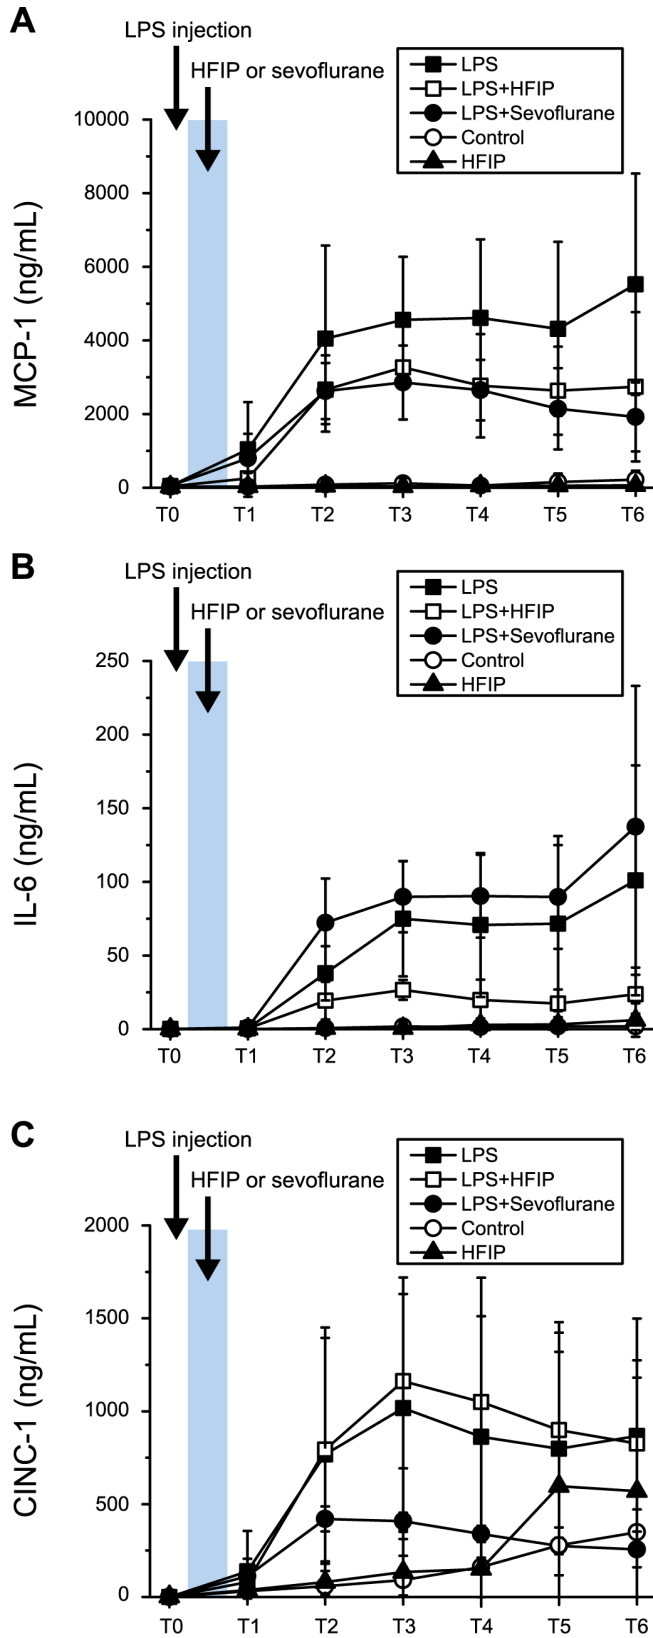 A
LPS injection
HFIP or sevoflurane
LPS
LPS+HFIP
LPS+Sevoflurane
Control
HFIP
MCP-1 (ng/mL)
10000
8000
6000
4000
2000
0
T0 T1 T2 T3 T4 T5 T6
B
LPS injection
HFIP or sevoflurane
LPS
LPS+HFIP
LPS+Sevoflurane
Control
HFIP
IL-6 (ng/mL)
250
200
150
100
50
0
T0 T1 T2 T3 T4 T5 T6
C
LPS injection
HFIP or sevoflurane
LPS
LPS+HFIP
LPS+Sevoflurane
Control
HFIP
CINC-1 (ng/mL)
2000
1500
1000
500
0
T0 T1 T2 T3 T4 T5 T6